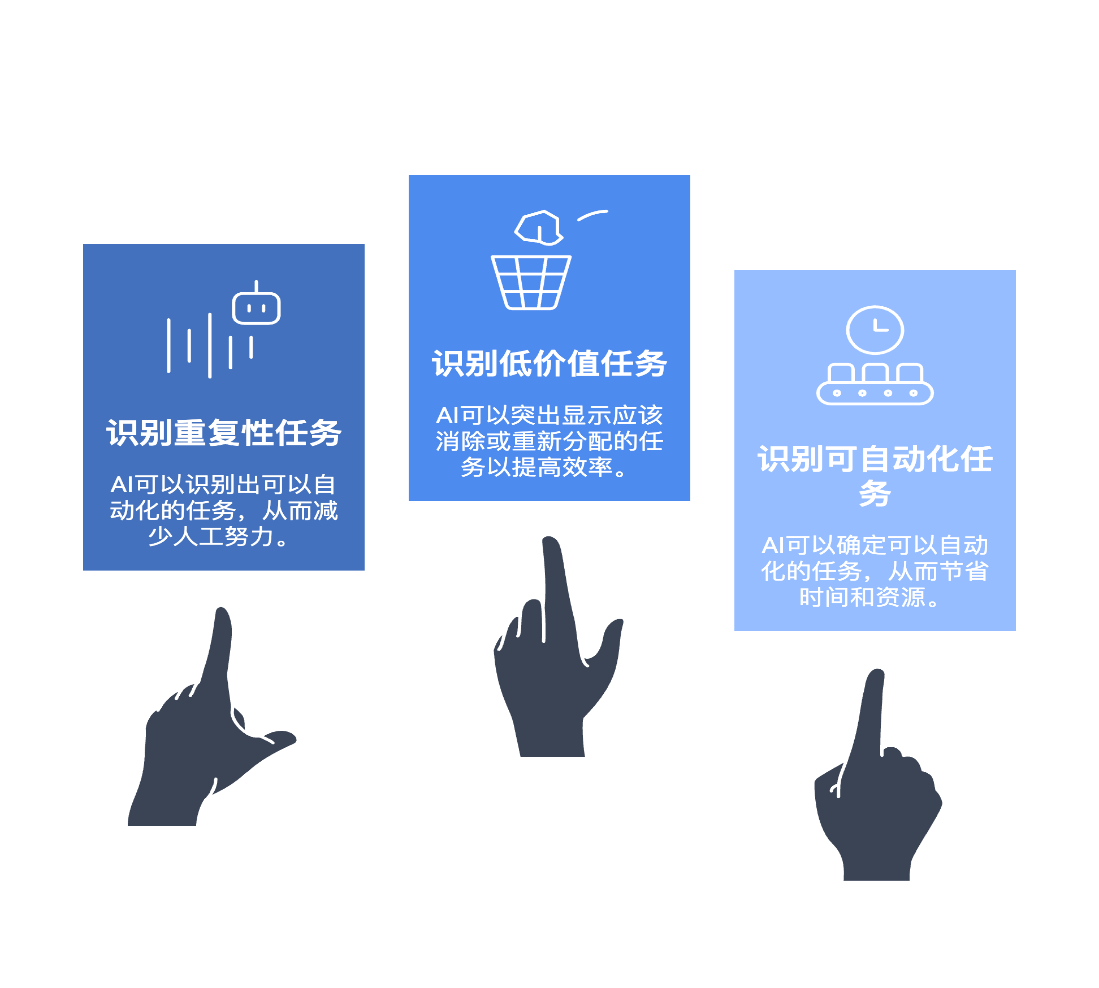 识别重复性任务
AI可以识别出可以自
动化的任务，从而减
少人工努力。
识别低价值任务
AI可以突出显示应该
消除或重新分配的任
务以提高效率。
识别可自动化任
务
AI可以确定可以自动
化的任务，从而节省
时间和资源。